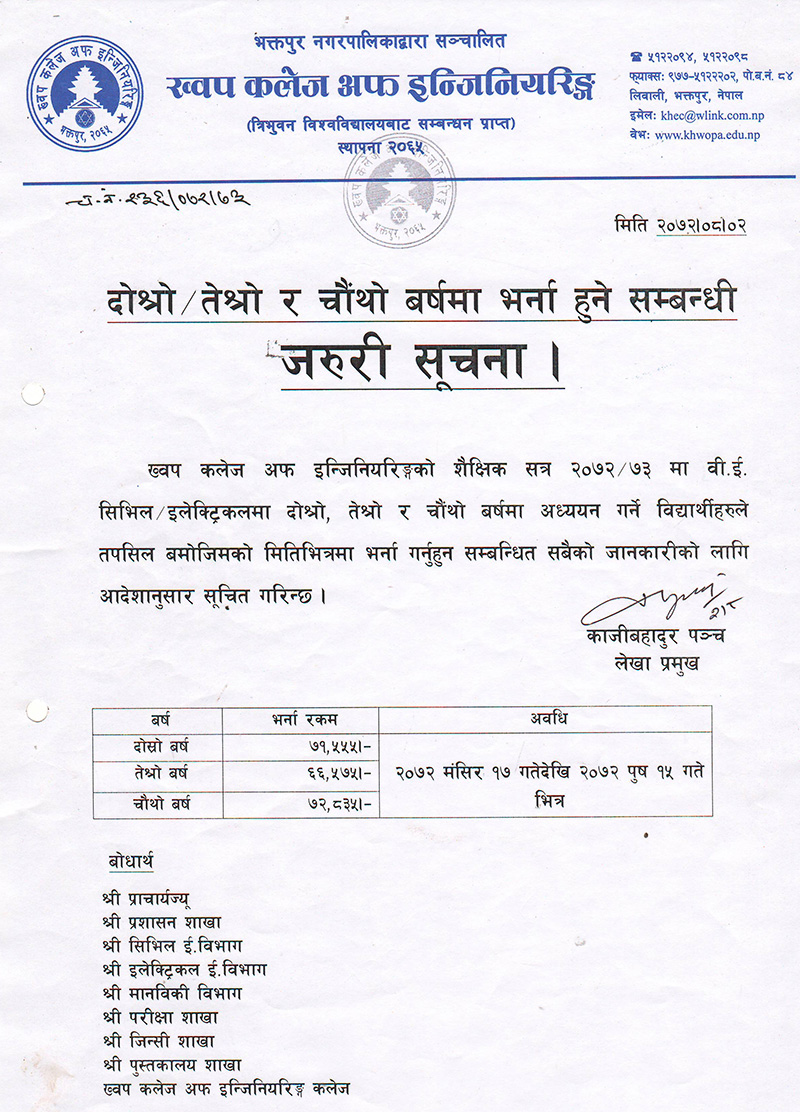 भक्तपुर नगरपालिकाद्वारा सञ्चालित
ख्वप कलेज अफ इन्जिनियरिङ्ग
(त्रिभुवन विश्वविद्यालयबाट सम्बन्धन प्राप्त)
स्थापना २०६५
ख्वप कलेज अफ इन्जिनियरिङ्ग
भक्तपुर, २०६५
☎ ५१२२०९४, ५१२२०९८
फ्याक्सः ९७७-५१२२२०२, पो.ब.नं. ८४
लिवाली, भक्तपुर, नेपाल
इमेलः khec@wlink.com.np
वेभः www.khwopa.edu.np
भक्तपुर, २०६५
च.नं. २३६/०७२/७३
मिति २०७२।०८।०२
दोश्रो/तेश्रो र चौंथो बर्षमा भर्ना हुने सम्बन्धी
जरुरी सूचना ।
ख्वप कलेज अफ इन्जिनियरिङ्गको शैक्षिक सत्र २०७२/७३ मा वी.ई.
सिभिल/इलेक्ट्रिकलमा दोश्रो, तेश्रो र चौंथो बर्षमा अध्ययन गर्ने विद्यार्थीहरुले
तपसिल बमोजिमको मितिभित्रमा भर्ना गर्नुहुन सम्बन्धित सबैको जानकारीको लागि
आदेशानुसार सूचित गरिन्छ ।
काजीबहादुर पञ्च
लेखा प्रमुख
बर्ष भर्ना रकम अवधि
दोस्रो बर्ष ७१,५५५।-
तेश्रो बर्ष ६६,५७५।-
चौथो बर्ष ७२,८३५।-
२०७२ मंसिर १७ गतेदेखि २०७२ पुष १५ गते
भित्र
बोधार्थ
श्री प्राचार्यज्यू
श्री प्रशासन शाखा
श्री सिभिल ई.विभाग
श्री इलेक्ट्रिकल ई.विभाग
श्री मानविकी विभाग
श्री परीक्षा शाखा
श्री जिन्सी शाखा
श्री पुस्तकालय शाखा
ख्वप कलेज अफ इन्जिनियरिङ्ग कलेज